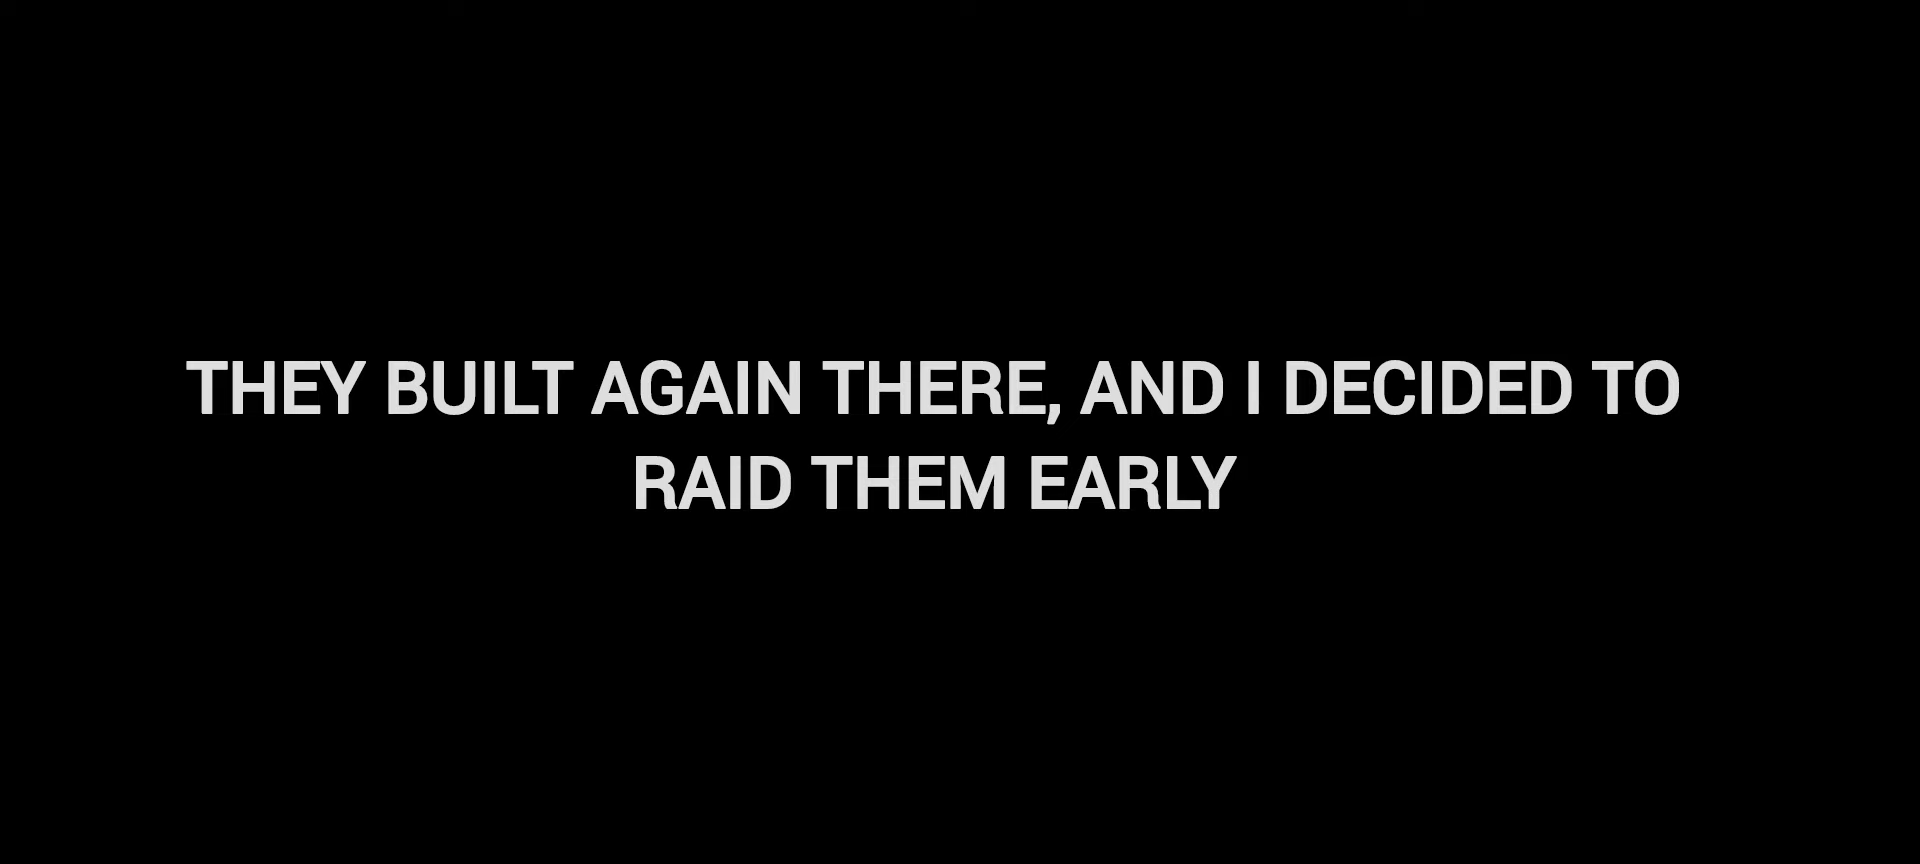 THEY BUILT AGAIN THERE, AND I DECIDED TO
RAID THEM EARLY